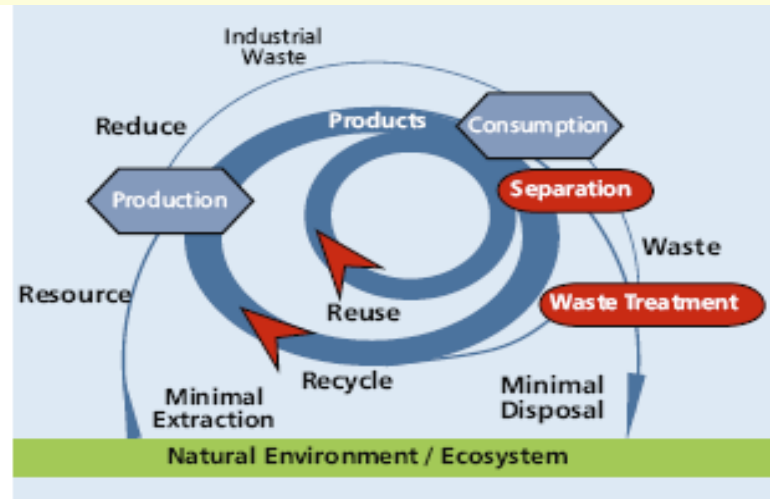 Industrial
Waste
Reduce
Products
Consumption
Production
Separation
Waste
Resource
Waste Treatment
Reuse
Recycle
Minimal
Extraction
Minimal
Disposal
Natural Environment / Ecosystem